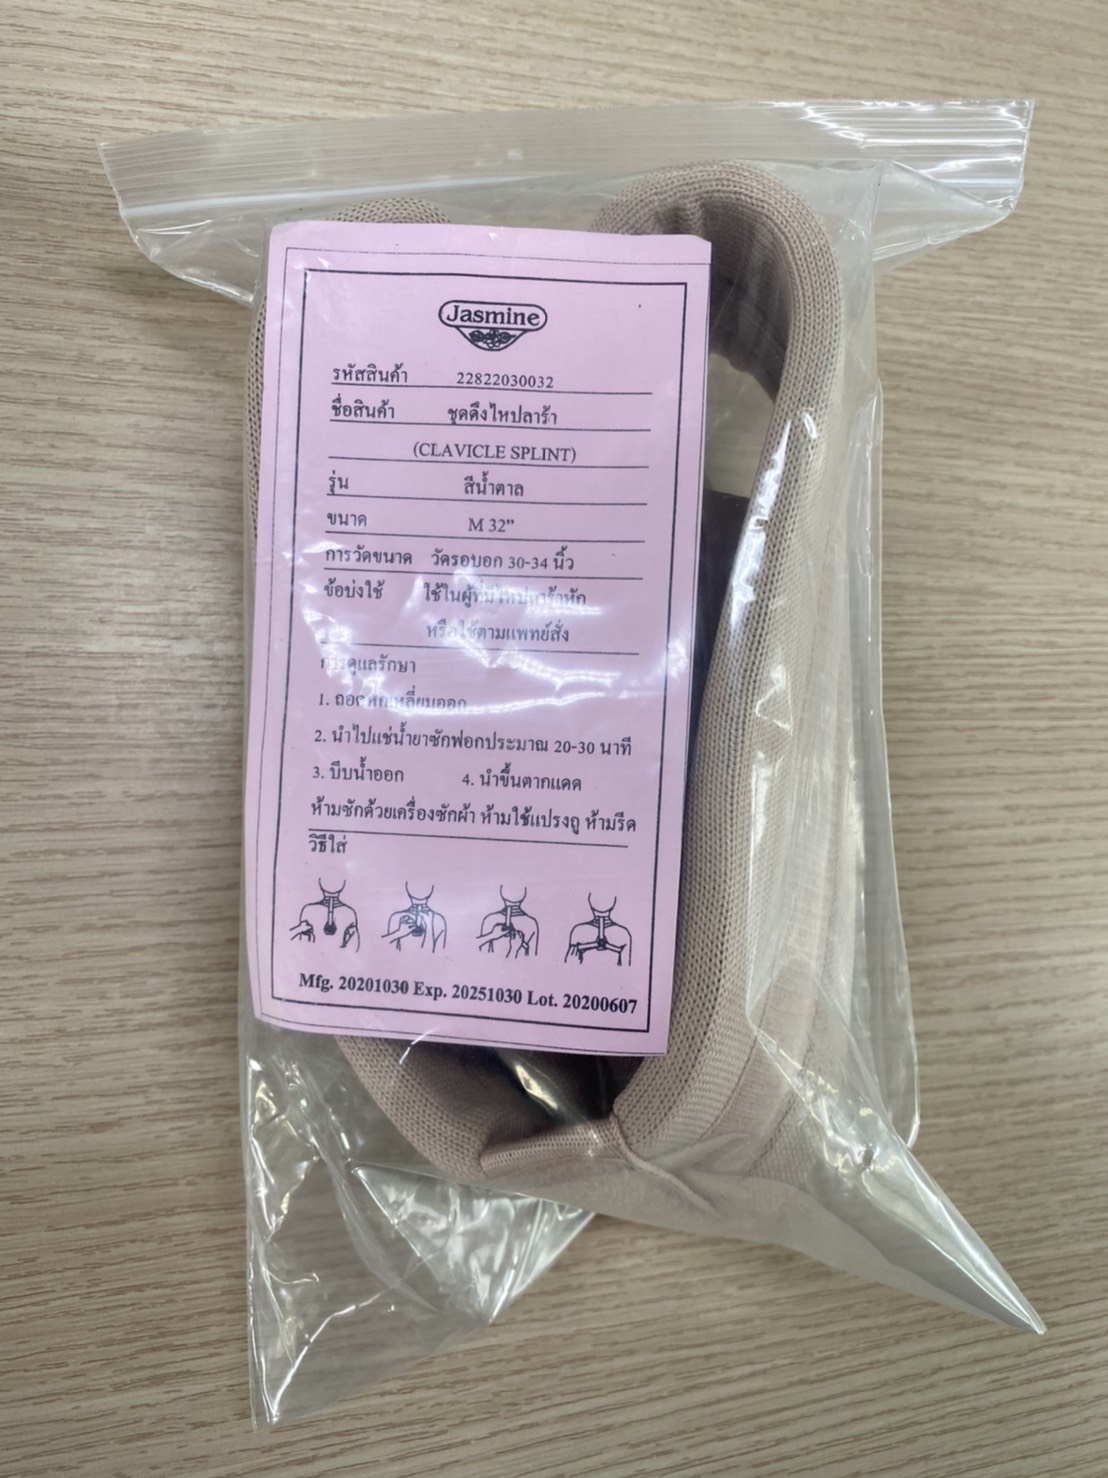 Jasmine
รหัสสินค้า 22822030032
ชื่อสินค้า ชุดดึงไหปลาร้า
(CLAVICLE SPLINT)
รุ่น สีน้ำตาล
ขนาด M 32”
การวัดขนาด วัดรอบอก 30-34 นิ้ว
ข้อบ่งใช้ ใช้ในผู้ที่มีไหปลาร้าหัก
หรือใช้ตามแพทย์สั่ง
การดูแลรักษา
1. ถอดสี่เหลี่ยมออก
2. นำไปแช่น้ำยาซักฟอกประมาณ 20-30 นาที
3. บีบน้ำออก 4. นำขึ้นตากแดด
ห้ามซักด้วยเครื่องซักผ้า ห้ามใช้แปรงถู ห้ามรีด
วิธีใส่
Mfg. 20201030 Exp. 20251030 Lot. 20200607